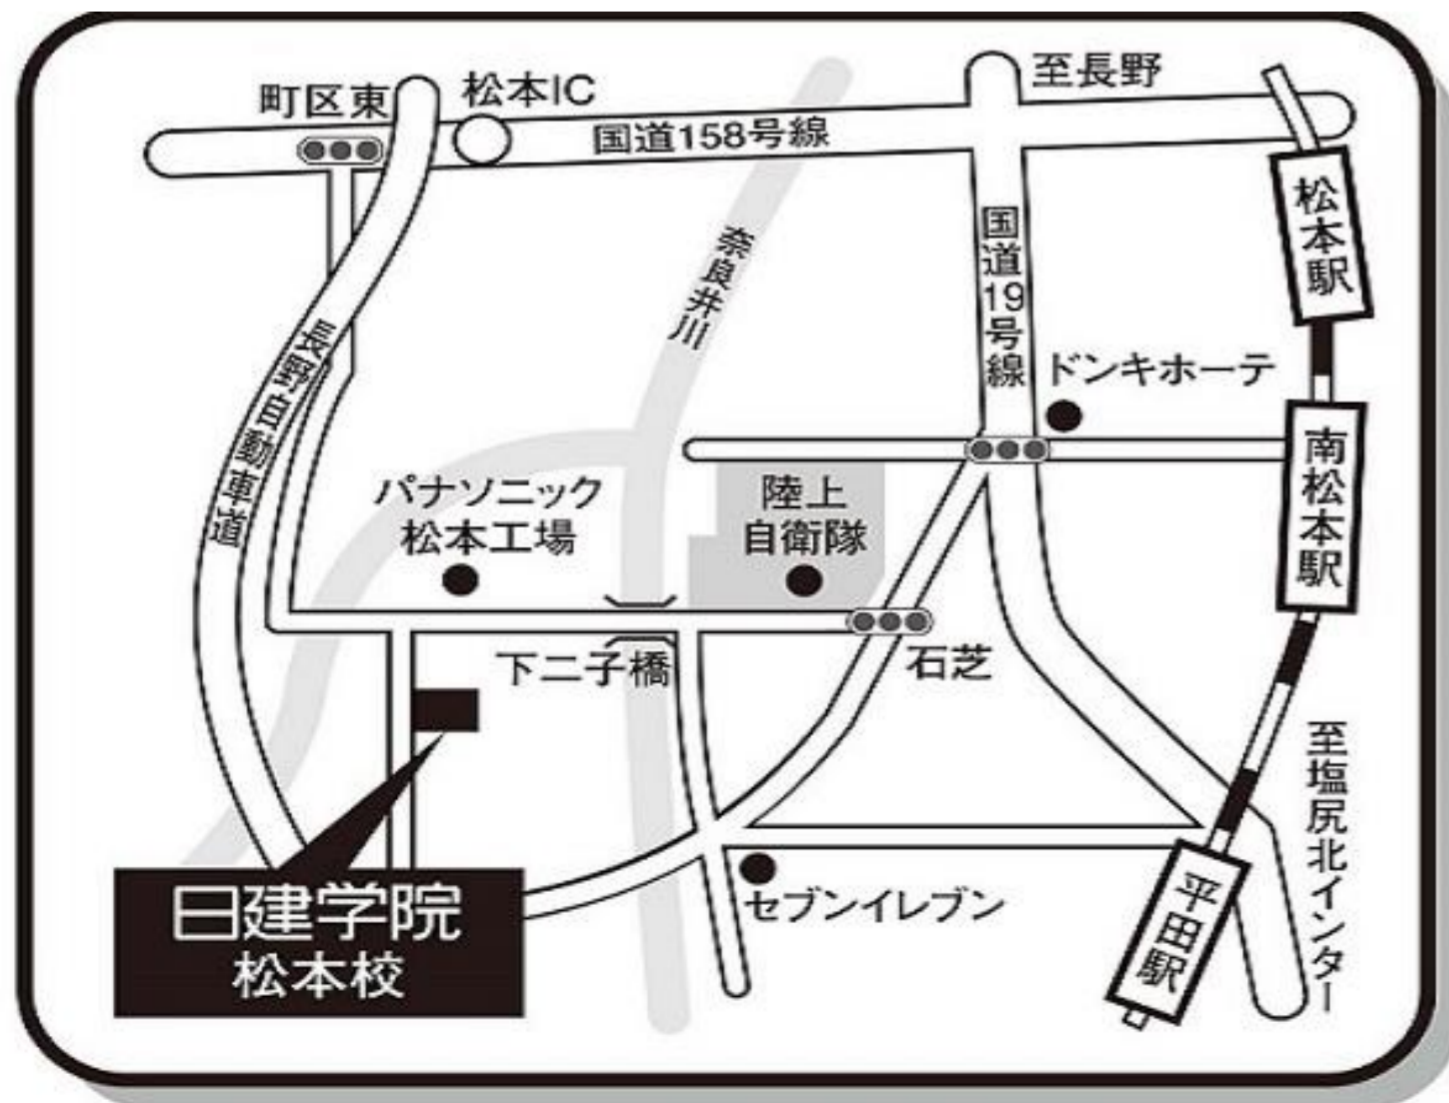 町区東
松本IC
至長野
国道158号線
松本駅
奈良井川
国道19号線
長野自動車道
ドンキホーテ
南松本駅
パナソニック
松本工場
陸上
自衛隊
下二子橋
石芝
至塩尻北インター
日建学院
松本校
セブンイレブン
平田駅